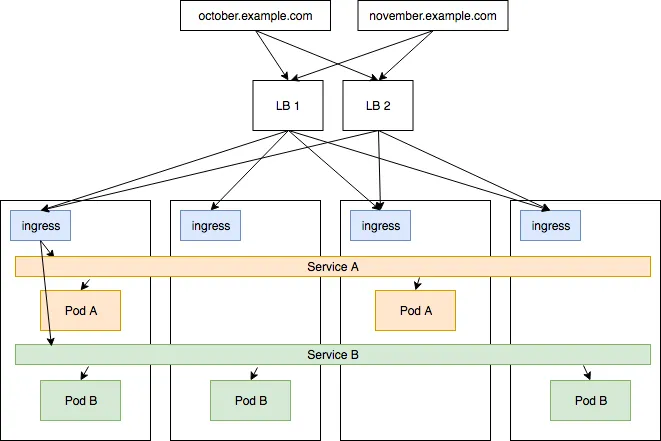 october.example.com
november.example.com
LB 1
LB 2
ingress
ingress
ingress
ingress
Service A
Pod A
Pod A
Service B
Pod B
Pod B
Pod B